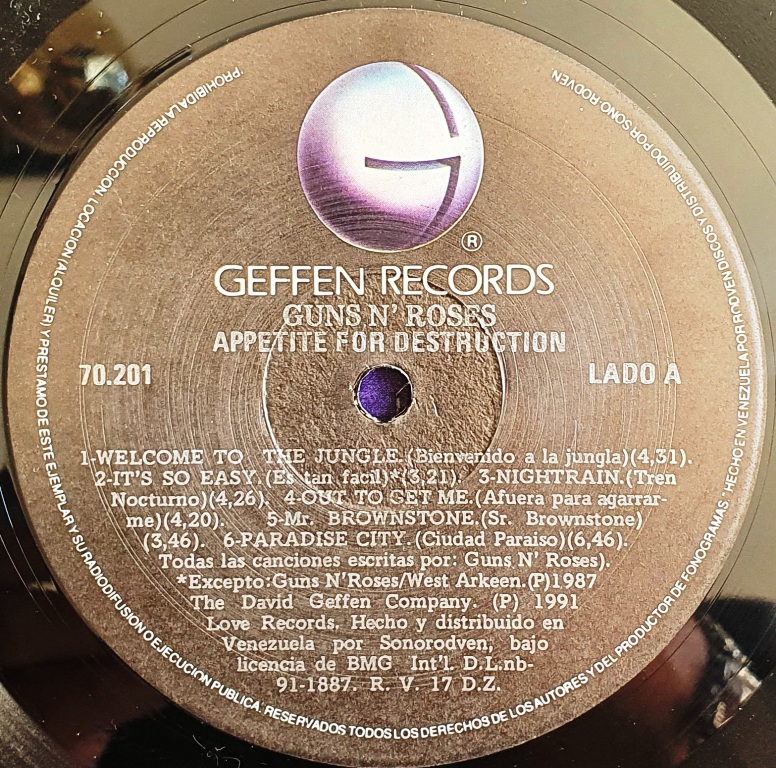 ®
GEFFEN RECORDS
GUNS N' ROSES
APPETITE FOR DESTRUCTION
70.201
LADO A
1-WELCOME TO THE JUNGLE.(Bienvenido a la jungla)(4,31).
2-IT'S SO EASY.(Es tan facil)*(3,21). 3-NIGHTRAIN.(Tren
Nocturno)(4,26). 4-OUT TO GET ME.(Afuera para agarrar-
me)(4,20). 5-Mr. BROWNSTONE.(Sr. Brownstone)
(3,46). 6-PARADISE CITY.(Ciudad Paraiso)(6,46).
Todas las canciones escritas por: Guns N' Roses).
*Excepto:Guns N'Roses/West Arkeen.(P)1987
The David Geffen Company. (P) 1991
Love Records. Hecho y distribuido en
Venezuela por Sonorodven, bajo
licencia de BMG Int'l. D.L.nb-
91-1887. R. V. 17 D.Z.
"PROHIBIDA LA REPRODUCCION, LOCACION (ALQUILER) Y PRESTAMO DE ESTE EJEMPLAR Y SU RADIODIFUSION O EJECUCION PUBLICA. RESERVADOS TODOS LOS DERECHOS DE LOS AUTORES Y DEL PRODUCTOR DE FONOGRAMAS "HECHO EN VENEZUELA POR RODVEN DISCOS Y DISTRIBUIDO POR SONO-RODVEN